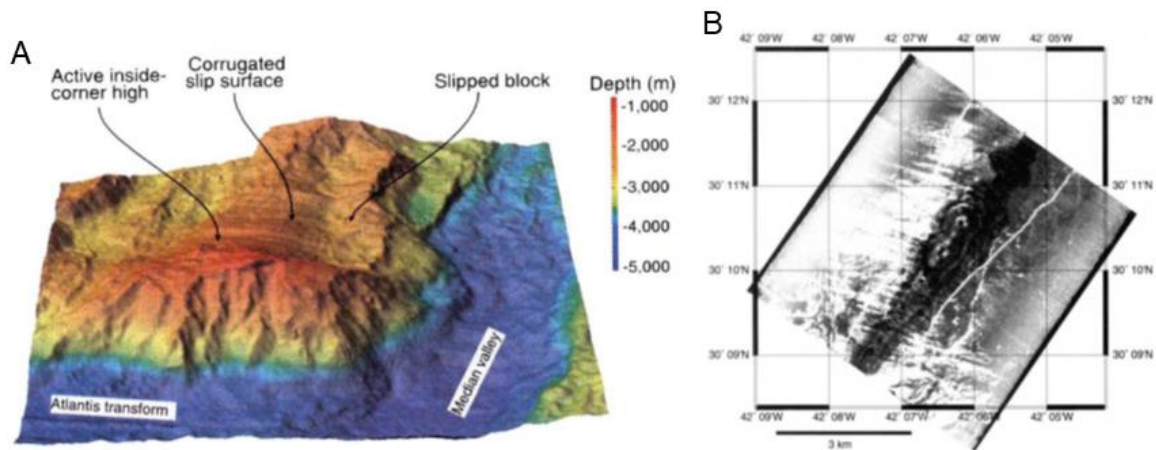 A
Active inside-
corner high
Corrugated
slip surface
Slipped block
Depth (m)
-1,000
-2,000
-3,000
-4,000
-5,000
Atlantis transform
Median valley
B
42° 09'W 42° 08'W 42° 07'W 42° 06'W 42° 05'W
30° 12'N 30° 12'N
30° 11'N 30° 11'N
30° 10'N 30° 10'N
30° 09'N 30° 09'N
42° 09'W 42° 08'W 42° 07'W 42° 06'W 42° 05'W
3 km